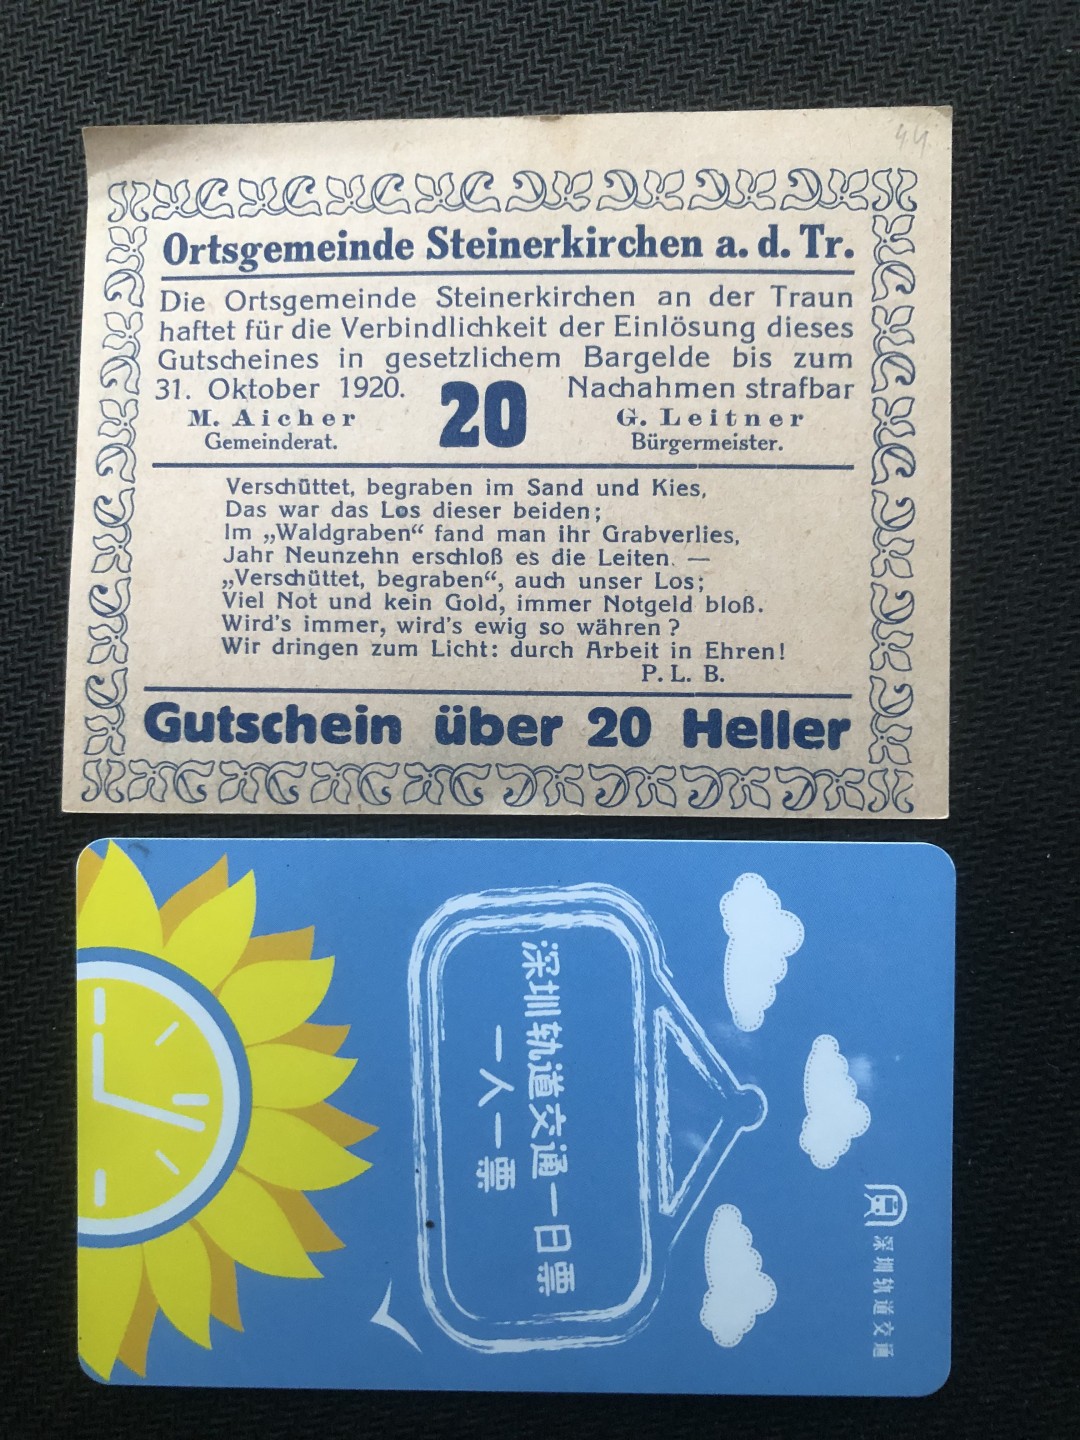 44
Ortsgemeinde Steinerkirchen a. d. Tr.
Die Ortsgemeinde Steinerkirchen an der Traun
haftet für die Verbindlichkeit der Einlösung dieses
Gutscheines in gesetzlichem Bargelde bis zum
31. Oktober 1920. 20 Nachahmen strafbar
M. Aicher G. Leitner
Gemeinderat. Bürgermeister.
Verschüttet, begraben im Sand und Kies,
Das war das Los dieser beiden;
Im „Waldgraben“ fand man ihr Grabverlies,
Jahr Neunzehn erschloß es die Leiten. —
„Verschüttet, begraben“, auch unser Los;
Viel Not und kein Gold, immer Notgeld bloß.
Wird's immer, wird's ewig so währen?
Wir dringen zum Licht: durch Arbeit in Ehren!
P. L. B.
Gutschein über 20 Heller
深圳轨道交通
深圳轨道交通一日票
一人一票